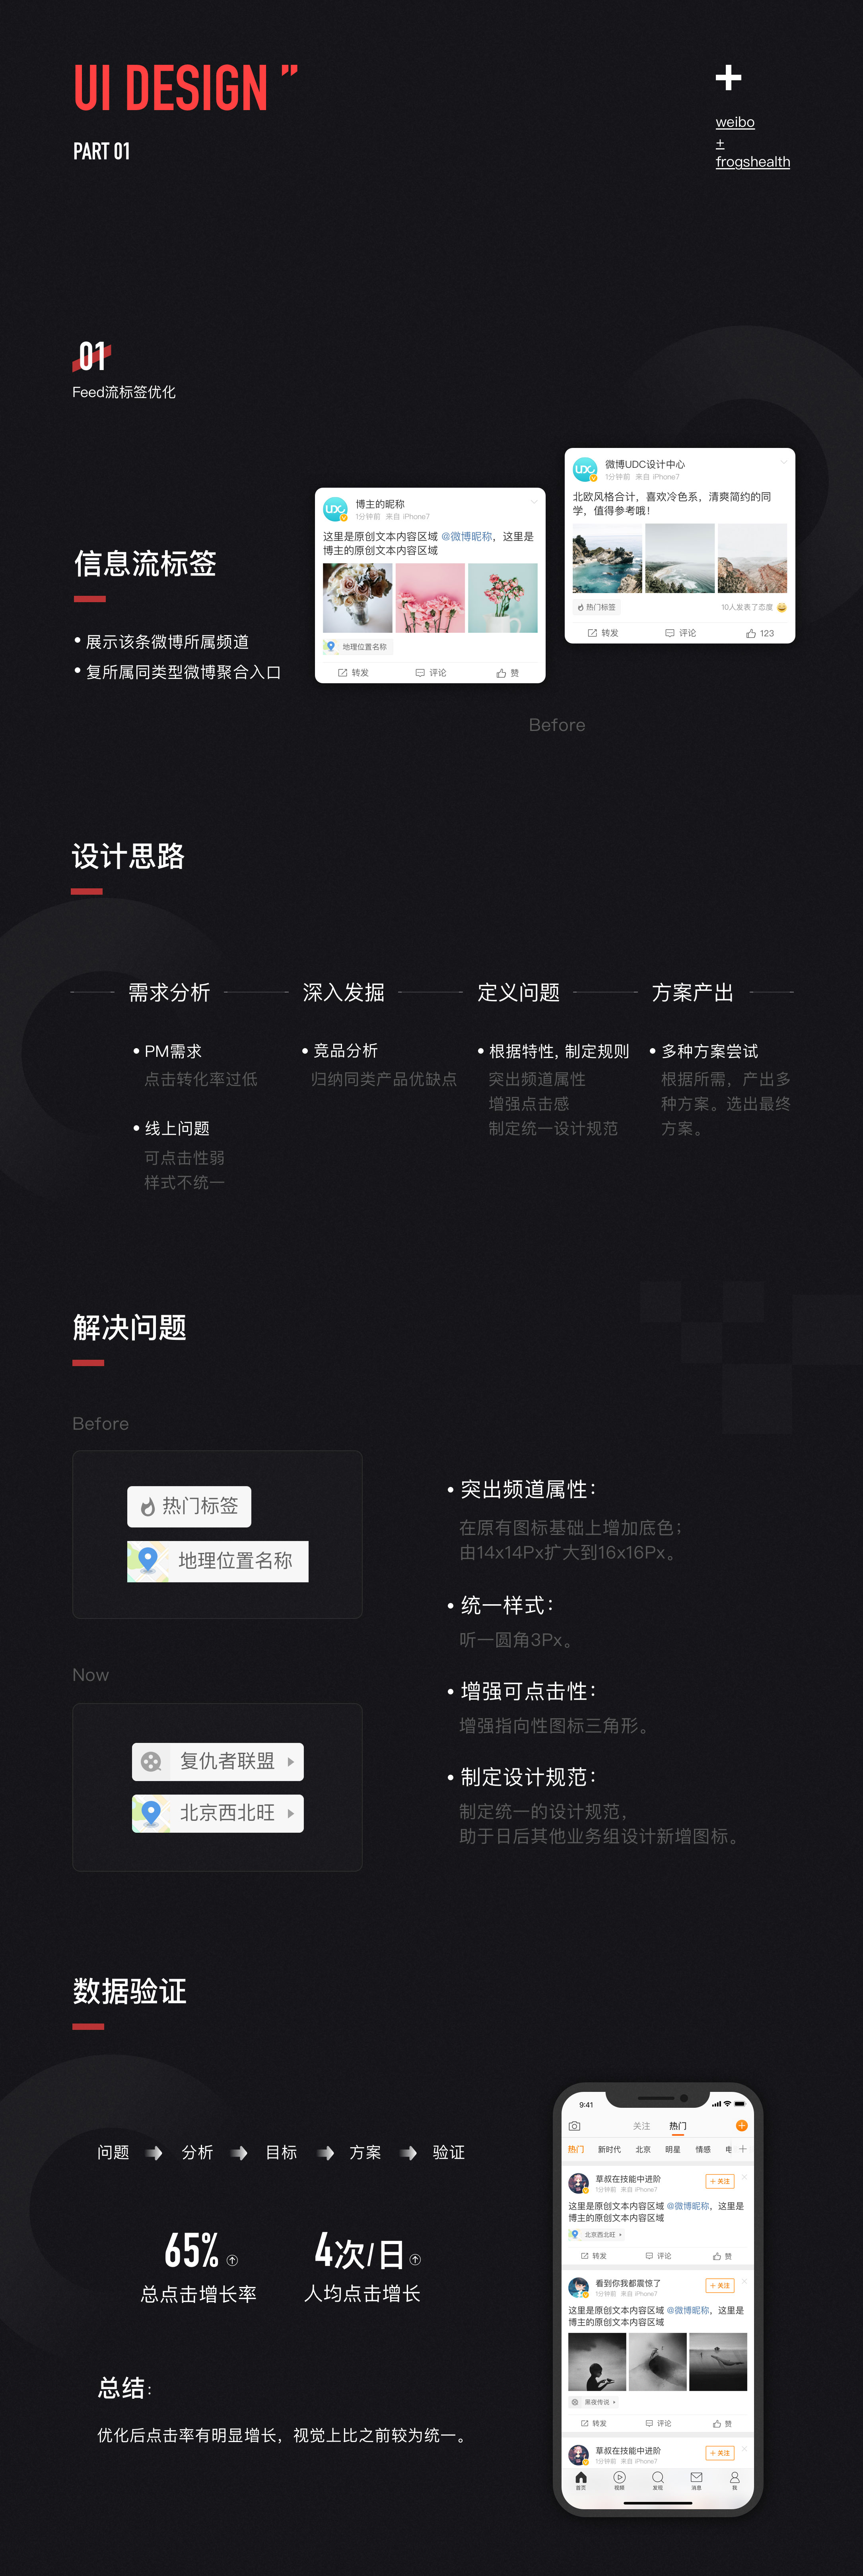 UI DESIGN ”
PART 01
weibo
+
frogshealth
01
Feed流标签优化
信息流标签
• 展示该条微博所属频道
• 复所属同类型微博聚合入口
UDC
博主的昵称
1分钟前 来自 iPhone7
这里是原创文本内容区域 @微博昵称，这里是
博主的原创文本内容区域
地理位置名称
转发 评论 赞
UDC
微博UDC设计中心
1分钟前 来自 iPhone7
北欧风格合计，喜欢冷色系，清爽简约的同
学，值得参考哦！
热门标签 10人发表了态度
转发 评论 123
Before
设计思路
需求分析 深入发掘 定义问题 方案产出
• PM需求
点击转化率过低
• 线上问题
可点击性弱
样式不统一
• 竞品分析
归纳同类产品优缺点
• 根据特性，制定规则
突出频道属性
增强点击感
制定统一设计规范
• 多种方案尝试
根据所需，产出多
种方案。选出最终
方案。
解决问题
Before
热门标签
地理位置名称
Now
复仇者联盟
北京西北旺
• 突出频道属性：
在原有图标基础上增加底色；
由14x14Px扩大到16x16Px。
• 统一样式：
听一圆角3Px。
• 增强可点击性：
增强指向性图标三角形。
• 制定设计规范：
制定统一的设计规范，
助于日后其他业务组设计新增图标。
数据验证
问题 分析 目标 方案 验证
65%
总点击增长率
4次/日
人均点击增长
总结：
优化后点击率有明显增长，视觉上比之前较为统一。
9:41
关注 热门
热门 新时代 北京 明星 情感 电
草叔在技能中进阶
1分钟前 来自 iPhone7
+ 关注
这里是原创文本内容区域 @微博昵称，这里是
博主的原创文本内容区域
北京西北旺
转发 评论 赞
看到你我都震惊了
1分钟前 来自 iPhone7
+ 关注
这里是原创文本内容区域 @微博昵称，这里是
博主的原创文本内容区域
黑夜传说
转发 评论 赞
草叔在技能中进阶
1分钟前 来自 iPhone7
+ 关注
首页 视频 发现 消息 我